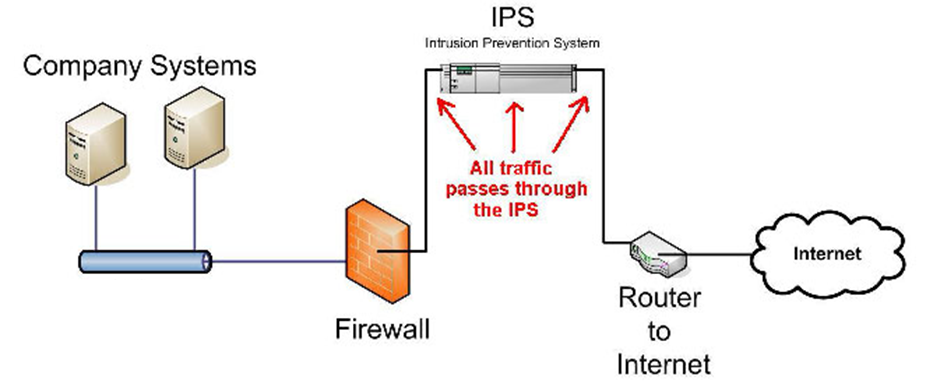 IPS
Intrusion Prevention System
Company Systems
All traffic
passes through
the IPS
Firewall
Router
to
Internet
Internet